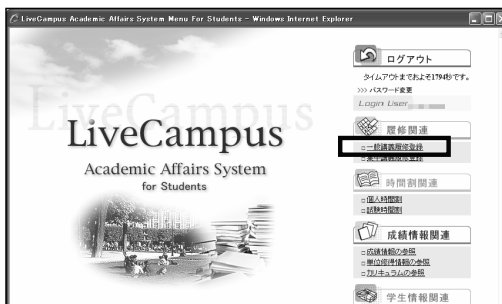 LiveCampus Academic Affairs System Menu For Students - Windows Internet Explorer
LiveCampus
LiveCampus
Academic Affairs System
for Students
ログアウト
タイムアウトまでおよそ1794秒です。
>>> パスワード変更
Login User
履修関連
一般講義履修登録
集中講義履修登録
時間割関連
個人時間割
試験時間割
成績情報関連
成績情報の参照
単位修得情報の参照
カリキュラムの参照
学生情報関連